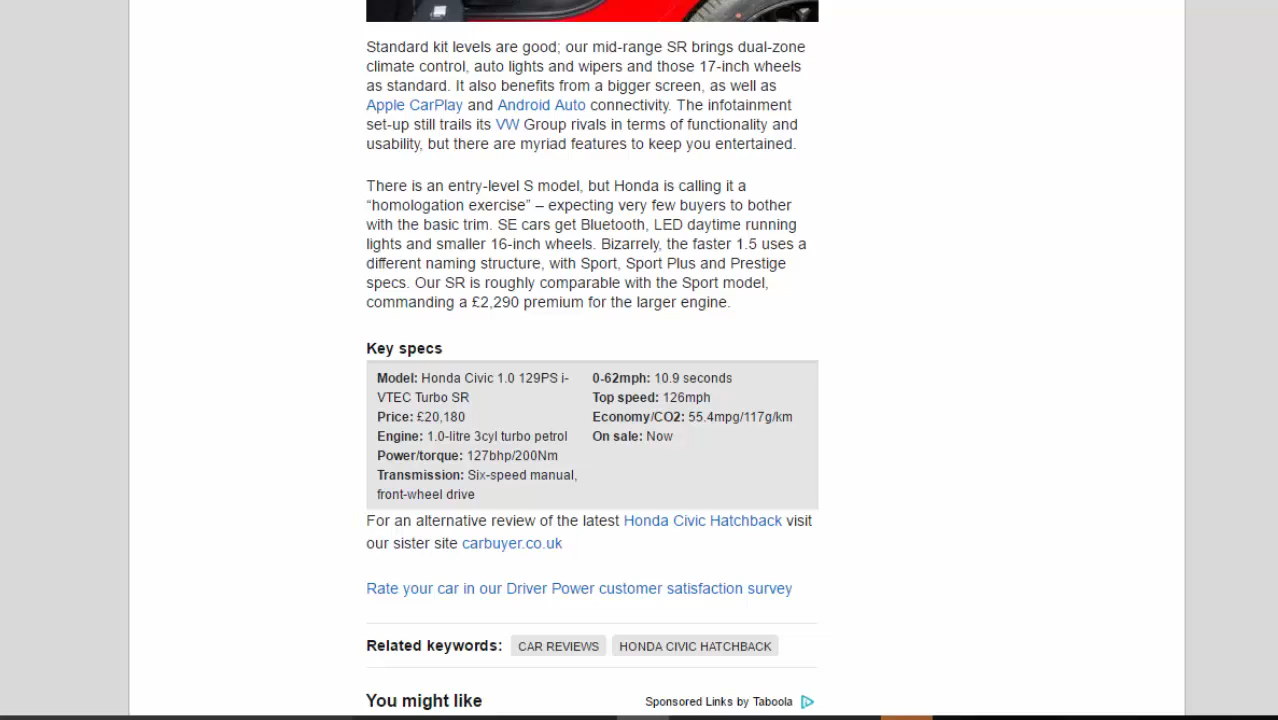 Standard kit levels are good; our mid-range SR brings dual-zone
climate control, auto lights and wipers and those 17-inch wheels
as standard. It also benefits from a bigger screen, as well as
Apple CarPlay and Android Auto connectivity. The infotainment
set-up still trails its VW Group rivals in terms of functionality and
usability, but there are myriad features to keep you entertained.
There is an entry-level S model, but Honda is calling it a
“homologation exercise” – expecting very few buyers to bother
with the basic trim. SE cars get Bluetooth, LED daytime running
lights and smaller 16-inch wheels. Bizarrely, the faster 1.5 uses a
different naming structure, with Sport, Sport Plus and Prestige
specs. Our SR is roughly comparable with the Sport model,
commanding a £2,290 premium for the larger engine.
Key specs
Model: Honda Civic 1.0 129PS i-
VTEC Turbo SR
Price: £20,180
Engine: 1.0-litre 3cyl turbo petrol
Power/torque: 127bhp/200Nm
Transmission: Six-speed manual,
front-wheel drive
0-62mph: 10.9 seconds
Top speed: 126mph
Economy/CO2: 55.4mpg/117g/km
On sale: Now
For an alternative review of the latest Honda Civic Hatchback visit
our sister site carbuyer.co.uk
Rate your car in our Driver Power customer satisfaction survey
Related keywords: CAR REVIEWS HONDA CIVIC HATCHBACK
You might like Sponsored Links by Taboola